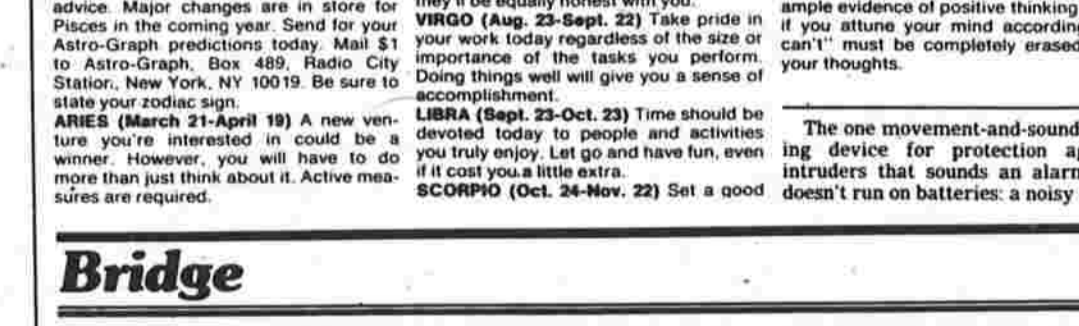 advice. Major changes are in store for
Pisces in the coming year. Send for your
Astro-Graph predictions today. Mail $1
to Astro-Graph, Box 489, Radio City
Station, New York, NY 10019. Be sure to
state your zodiac sign.
ARIES (March 21-April 19) A new ven-
ture you're interested in could be a
winner. However, you will have to do
more than just think about it. Active mea-
sures are required.
they'll be equally honest with you.
VIRGO (Aug. 23-Sept. 22) Take pride in
your work today regardless of the size or
importance of the tasks you perform.
Doing things well will give you a sense of
accomplishment.
LIBRA (Sept. 23-Oct. 23) Time should be
devoted today to people and activities
you truly enjoy. Let go and have fun, even
if it cost you a little extra.
SCORPIO (Oct. 24-Nov. 22) Set a good
ample evidence of positive thinking
if you attune your mind according
can't" must be completely erased
your thoughts.
The one movement-and-sound
ing device for protection ag
intruders that sounds an alarm
doesn't run on batteries: a noisy
Bridge